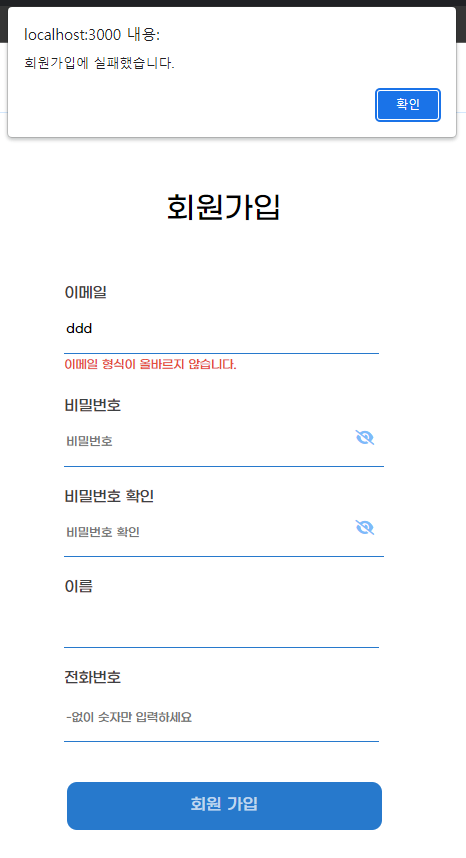 localhost:3000 내용:
회원가입에 실패했습니다.
확인
회원가입
이메일
ddd
이메일 형식이 올바르지 않습니다.
비밀번호
비밀번호
비밀번호 확인
비밀번호 확인
이름
전화번호
-없이 숫자만 입력하세요
회원 가입